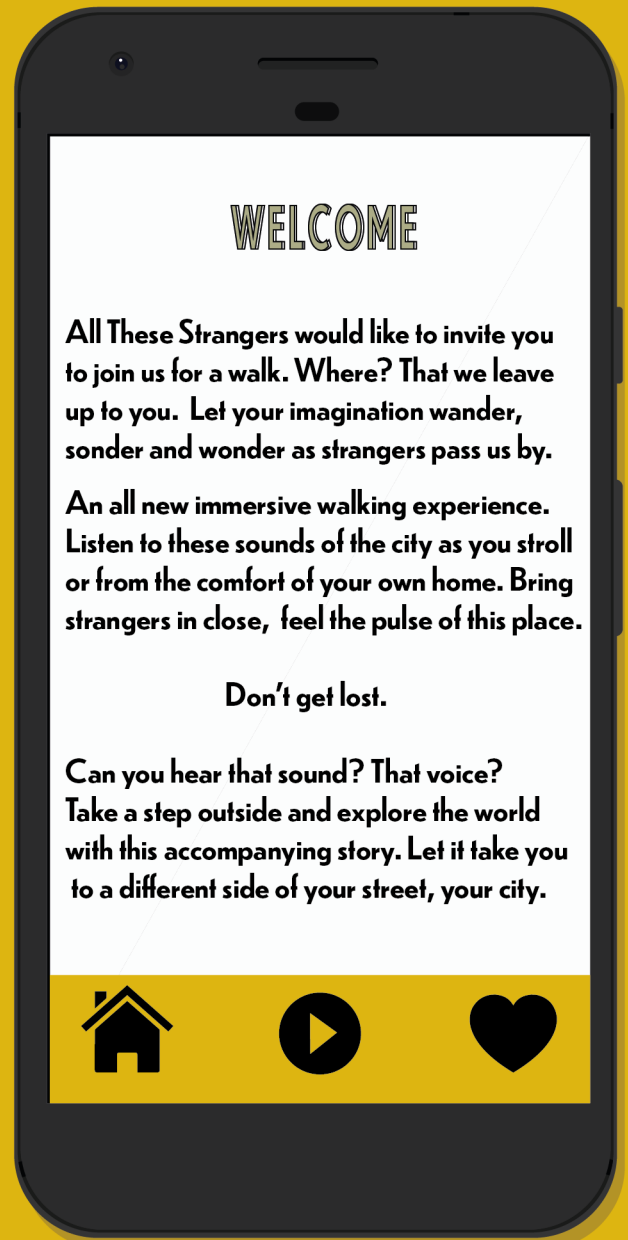 WELCOME
All These Strangers would like to invite you
to join us for a walk. Where? That we leave
up to you.  Let your imagination wander,
sonder and wonder as strangers pass us by.
An all new immersive walking experience.
Listen to these sounds of the city as you stroll
or from the comfort of your own home. Bring
strangers in close,  feel the pulse of this place.
Don't get lost.
Can you hear that sound? That voice?
Take a step outside and explore the world
with this accompanying story. Let it take you
to a different side of your street, your city.